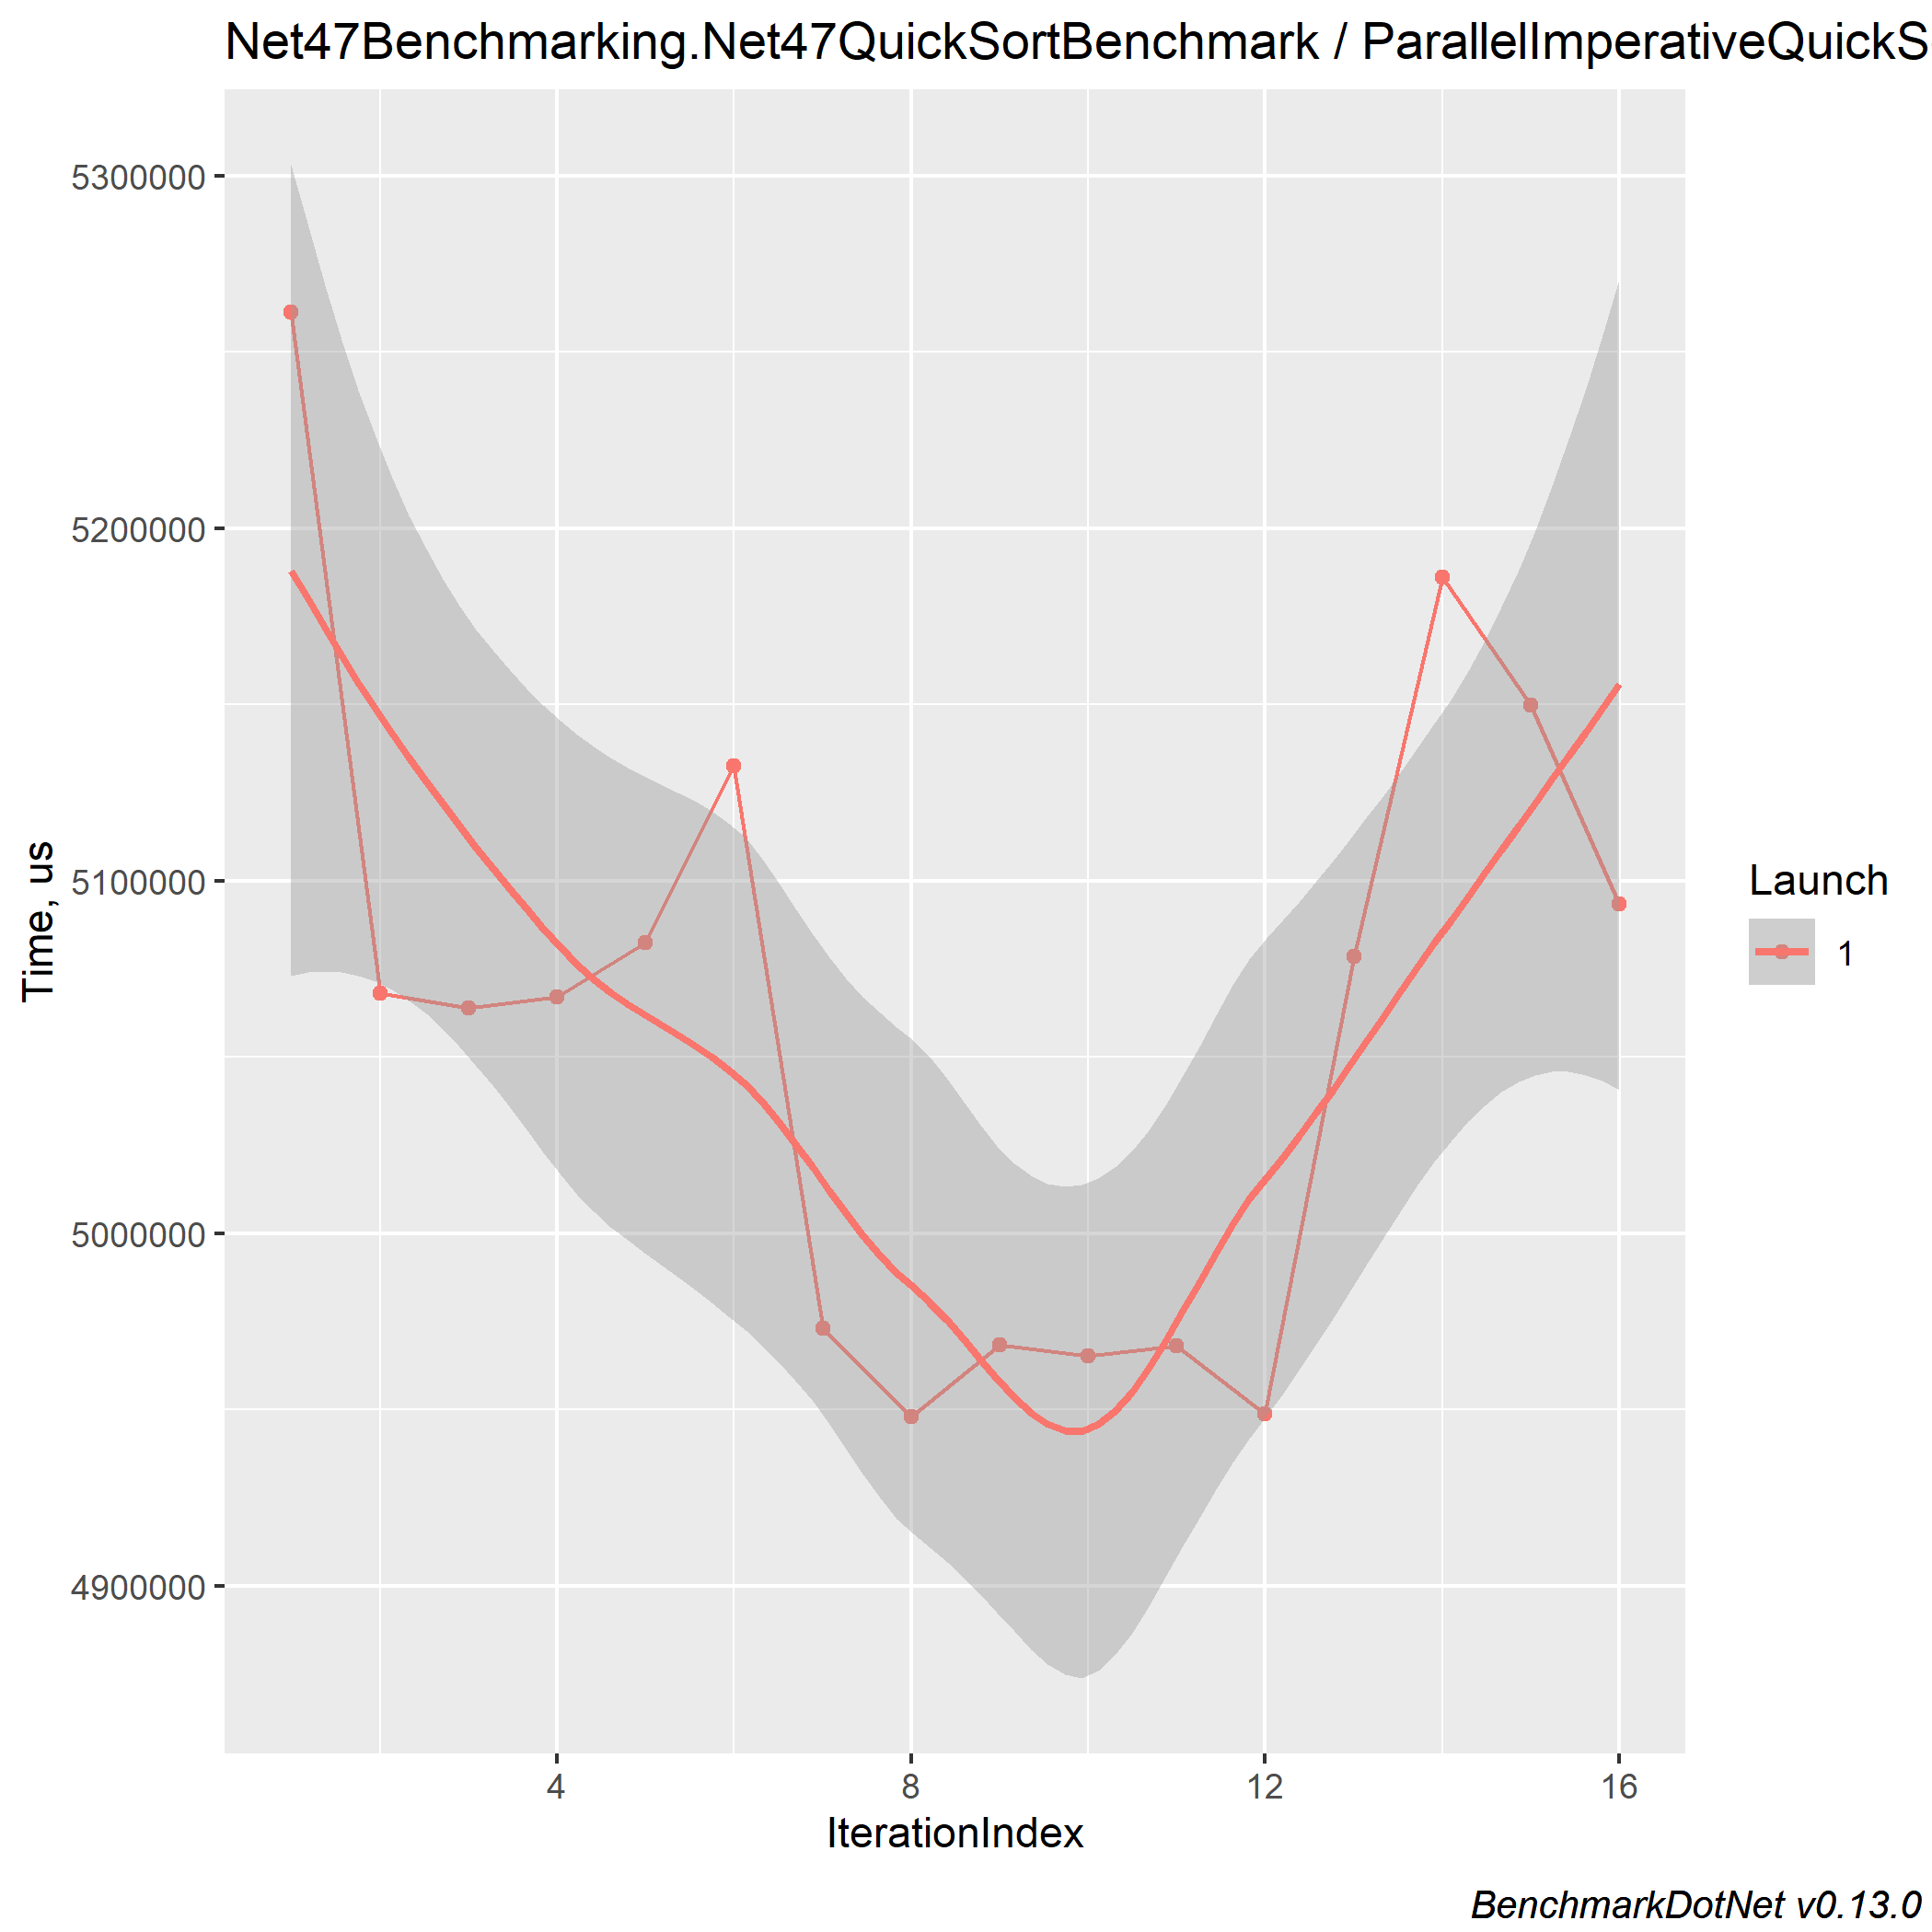 Net47Benchmarking.Net47QuickSortBenchmark / ParallelImperativeQuickS
5300000
5200000
5100000
5000000
4900000
Time, us
4 8 12 16
IterationIndex
Launch
1
BenchmarkDotNet v0.13.0